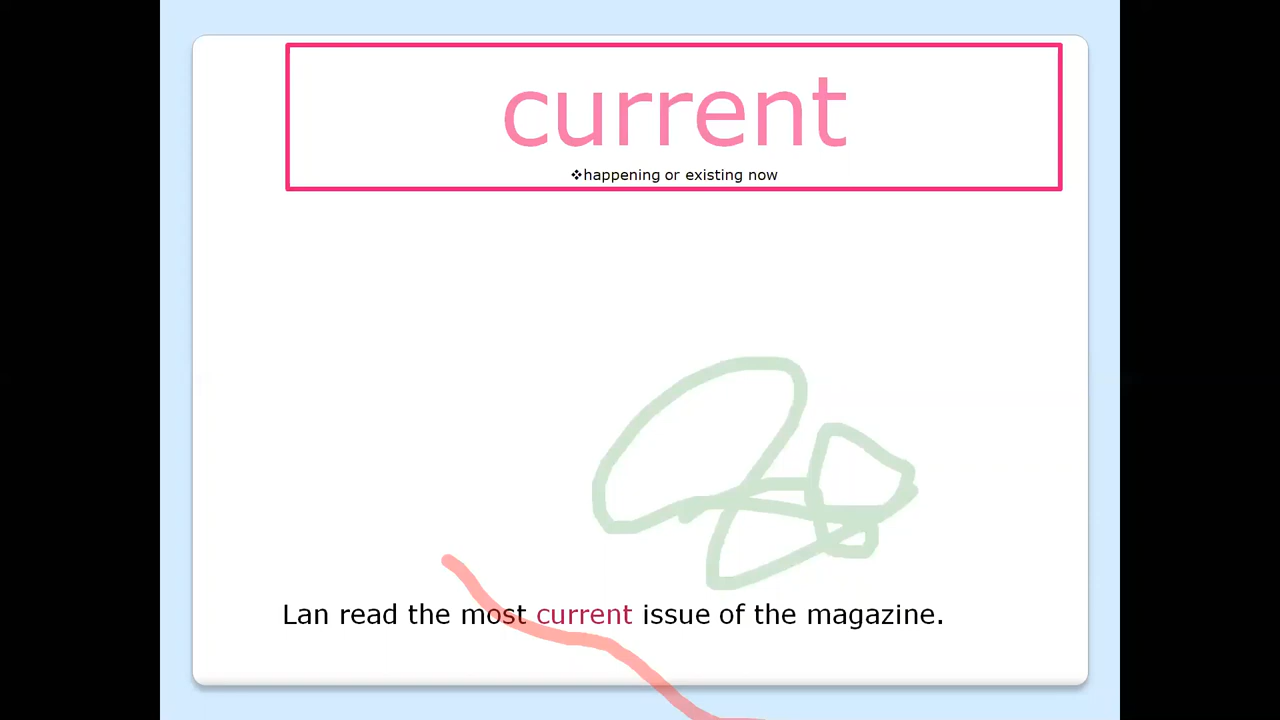 current
❖happening or existing now
Lan read the most current issue of the magazine.